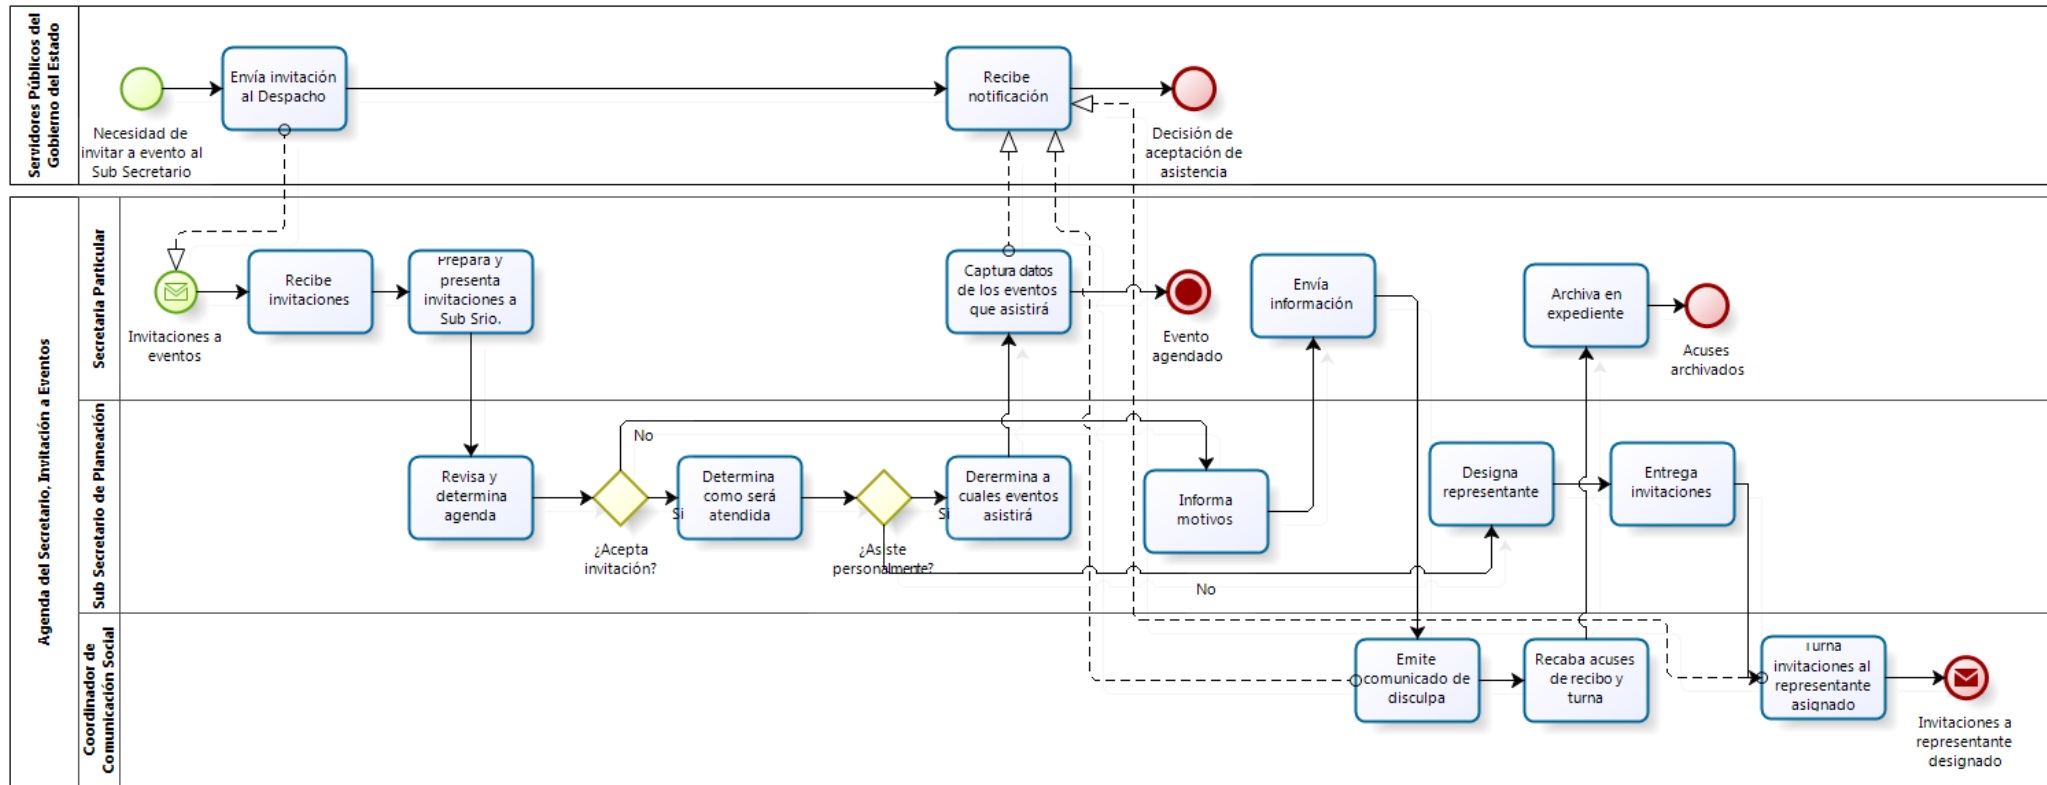 Servidores Públicos del
Gobierno del Estado
Necesidad de
invitar a evento al
Sub Secretario
Envía invitación
al Despacho
Recibe
notificación
Decisión de
aceptación de
asistencia
Agenda del Secretario, Invitación a Eventos
Secretaria Particular
Invitaciones a
eventos
Recibe
invitaciones
Prepara y
presenta
invitaciones a
Sub Srio.
Captura datos
de los eventos
que asistirá
Evento
agendado
Envía
información
Archiva en
expediente
Acuses
archivados
Sub Secretario de Planeación
Revisa y
determina
agenda
¿Acepta
invitación?
No
Si
Determina
como será
atendida
¿Asiste
personalmente?
Si
No
Derermina a
cuales eventos
asistirá
Informa
motivos
Designa
representante
Entrega
invitaciones
Coordinador de
Comunicación Social
Emite
comunicado de
disculpa
Recaba acuses
de recibo y
turna
Turna
invitaciones al
representante
asignado
Invitaciones a
representante
designado